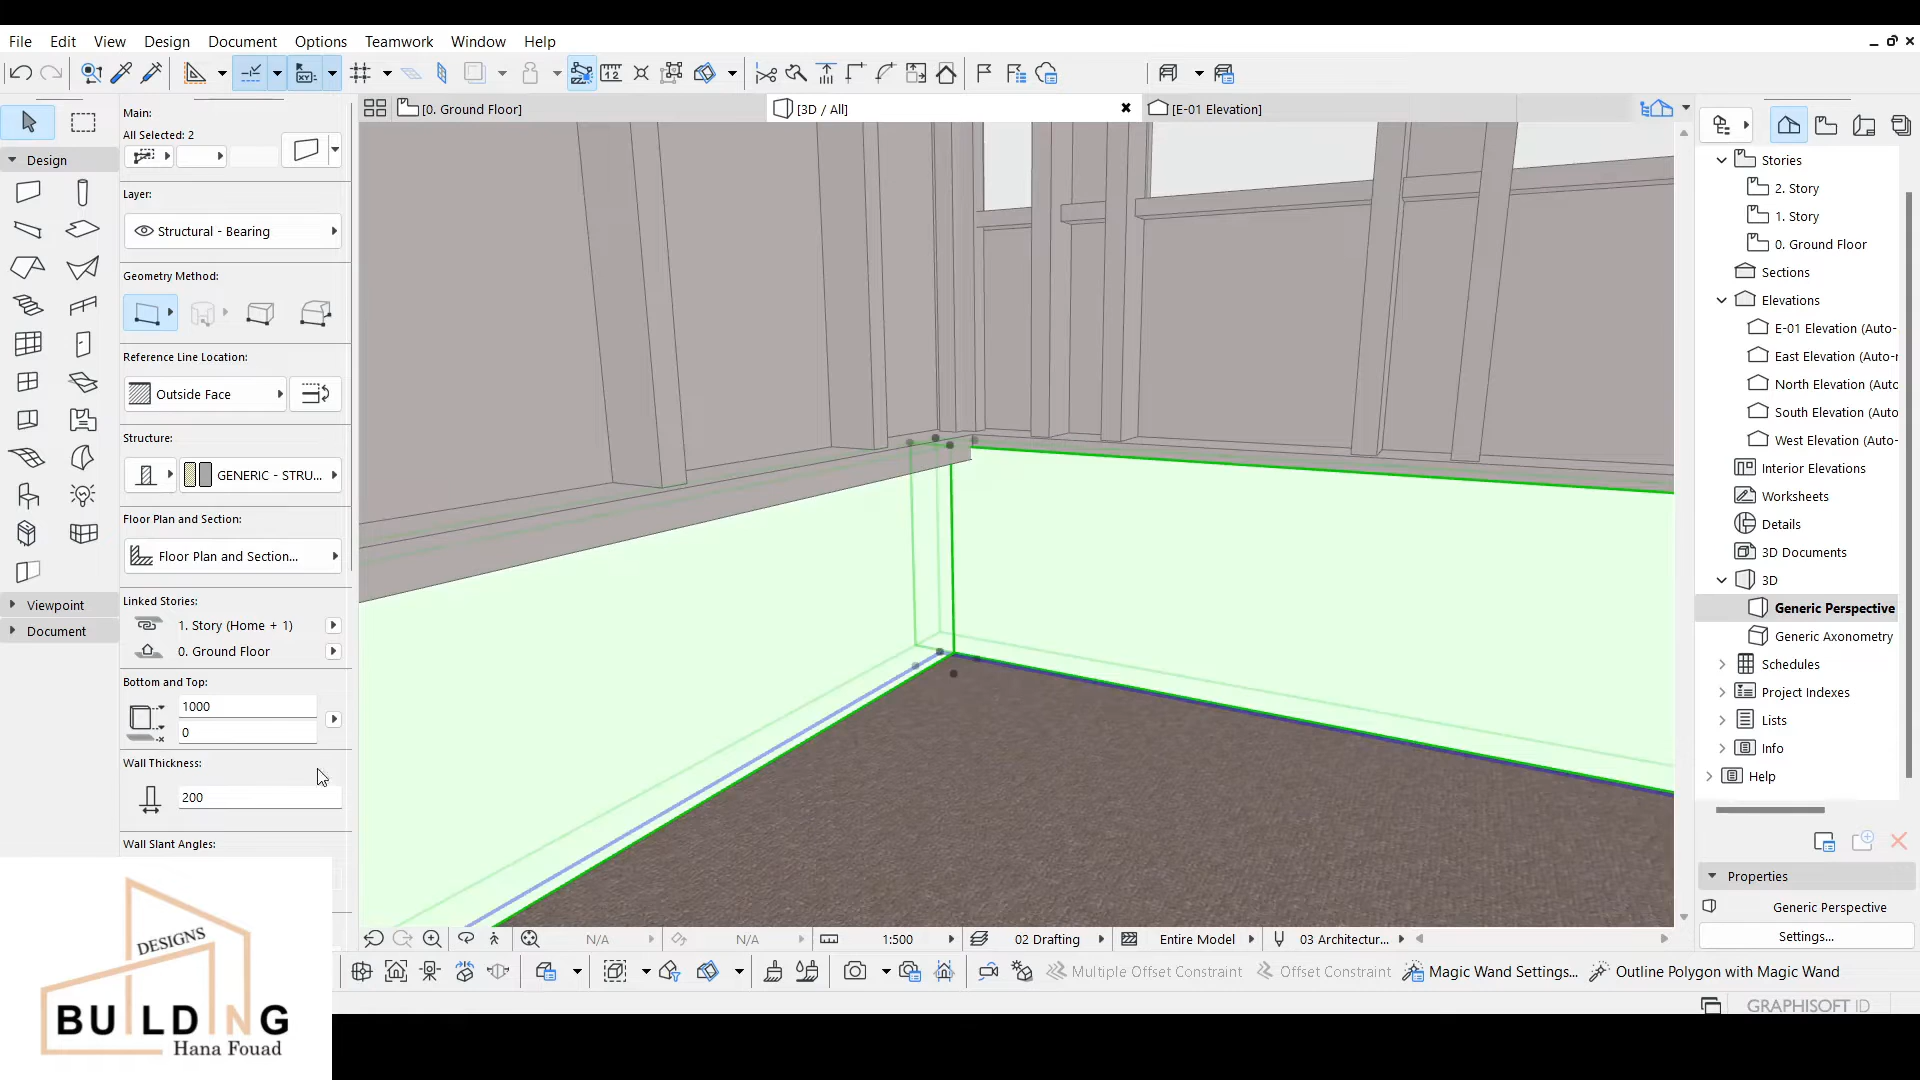 File Edit View Design Document Options Teamwork Window Help
[0. Ground Floor]
[3D / All]
[E-01 Elevation]
Main:
All Selected: 2
Design
Layer:
Structural - Bearing
Geometry Method:
Reference Line Location:
Outside Face
Structure:
GENERIC - STRU...
Floor Plan and Section:
Floor Plan and Section...
Linked Stories:
1. Story (Home + 1)
0. Ground Floor
Viewpoint
Document
Bottom and Top:
1000
0
Wall Thickness:
200
Wall Slant Angles:
Stories
2. Story
1. Story
0. Ground Floor
Sections
Elevations
E-01 Elevation (Auto-
East Elevation (Auto-r
North Elevation (Auto
South Elevation (Auto
West Elevation (Auto-
Interior Elevations
Worksheets
Details
3D Documents
3D
Generic Perspective
Generic Axonometry
Schedules
Project Indexes
Lists
Info
Help
Properties
Generic Perspective
Settings...
N/A
N/A
1:500
02 Drafting
Entire Model
03 Architectur...
Multiple Offset Constraint
Offset Constraint
Magic Wand Settings...
Outline Polygon with Magic Wand
GRAPHISOFT ID
DESIGNS
BUILDING
Hana Fouad